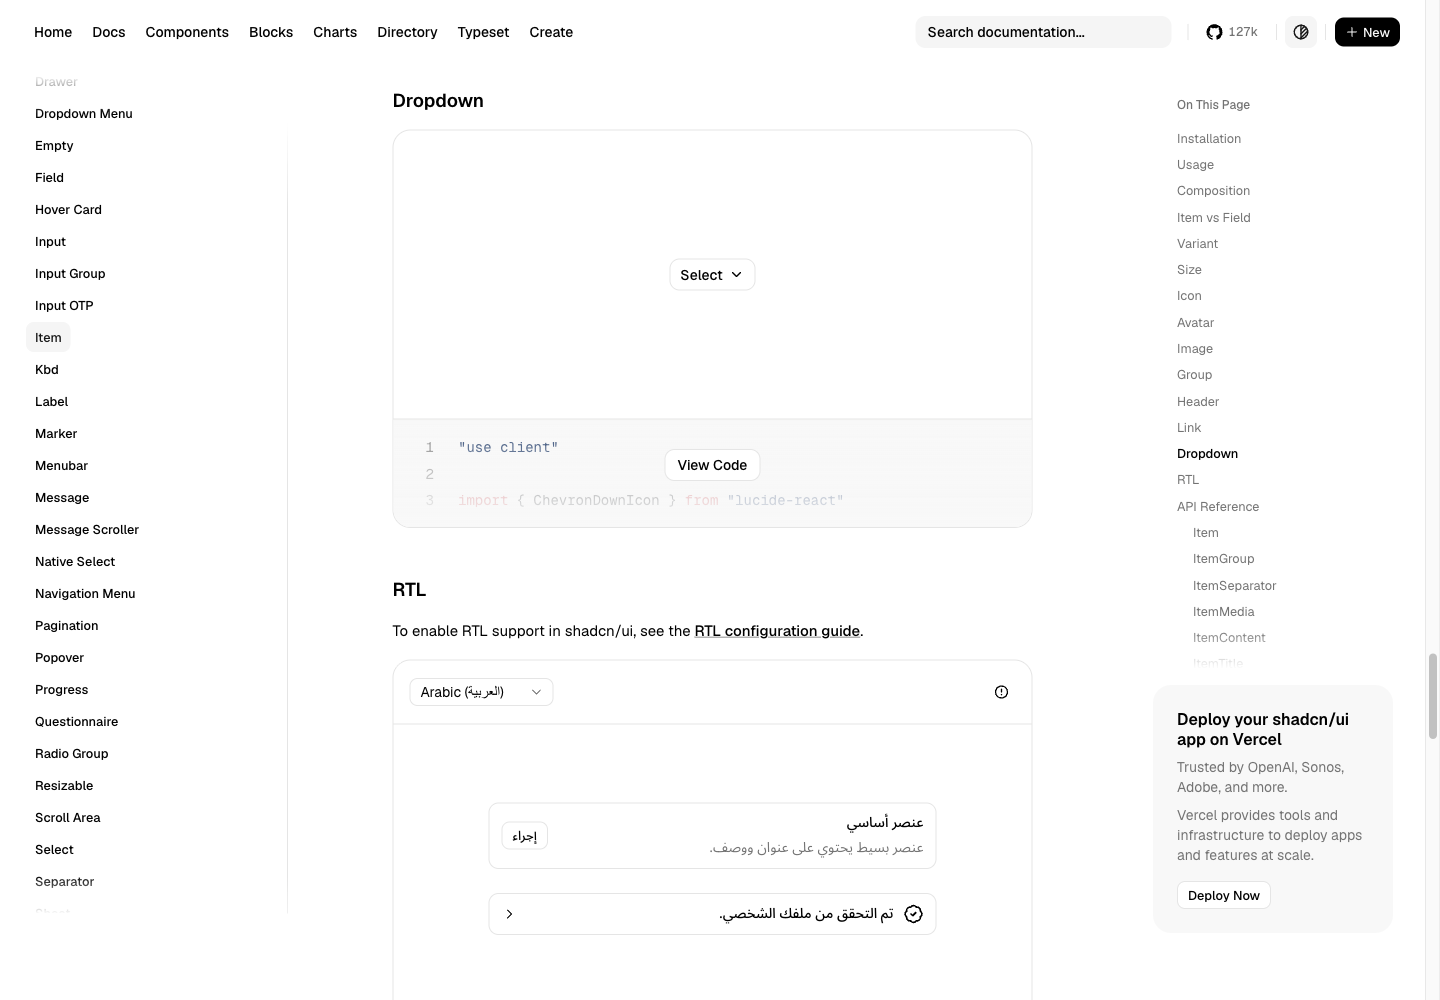 Home Docs Components Blocks Charts Directory Typeset Create
Search documentation...
127k
New
Drawer
Dropdown Menu
Empty
Field
Hover Card
Input
Input Group
Input OTP
Item
Kbd
Label
Marker
Menubar
Message
Message Scroller
Native Select
Navigation Menu
Pagination
Popover
Progress
Questionnaire
Radio Group
Resizable
Scroll Area
Select
Separator
Dropdown
Select
1 "use client"
2
View Code
3 import { ChevronDownIcon } from "lucide-react"
RTL
To enable RTL support in shadcn/ui, see the RTL configuration guide.
Arabic (العربية)
عنصر أساسي
عنصر بسيط يحتوي على عنوان ووصف.
إجراء
تم التحقق من ملفك الشخصي.
On This Page
Installation
Usage
Composition
Item vs Field
Variant
Size
Icon
Avatar
Image
Group
Header
Link
Dropdown
RTL
API Reference
Item
ItemGroup
ItemSeparator
ItemMedia
ItemContent
ItemTitle
Deploy your shadcn/ui
app on Vercel
Trusted by OpenAI, Sonos,
Adobe, and more.
Vercel provides tools and
infrastructure to deploy apps
and features at scale.
Deploy Now